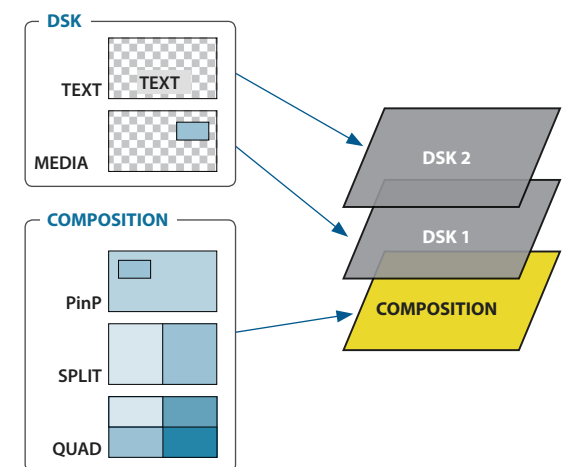 DSK
TEXT
TEXT
MEDIA
COMPOSITION
PinP
SPLIT
QUAD
DSK 2
DSK 1
COMPOSITION